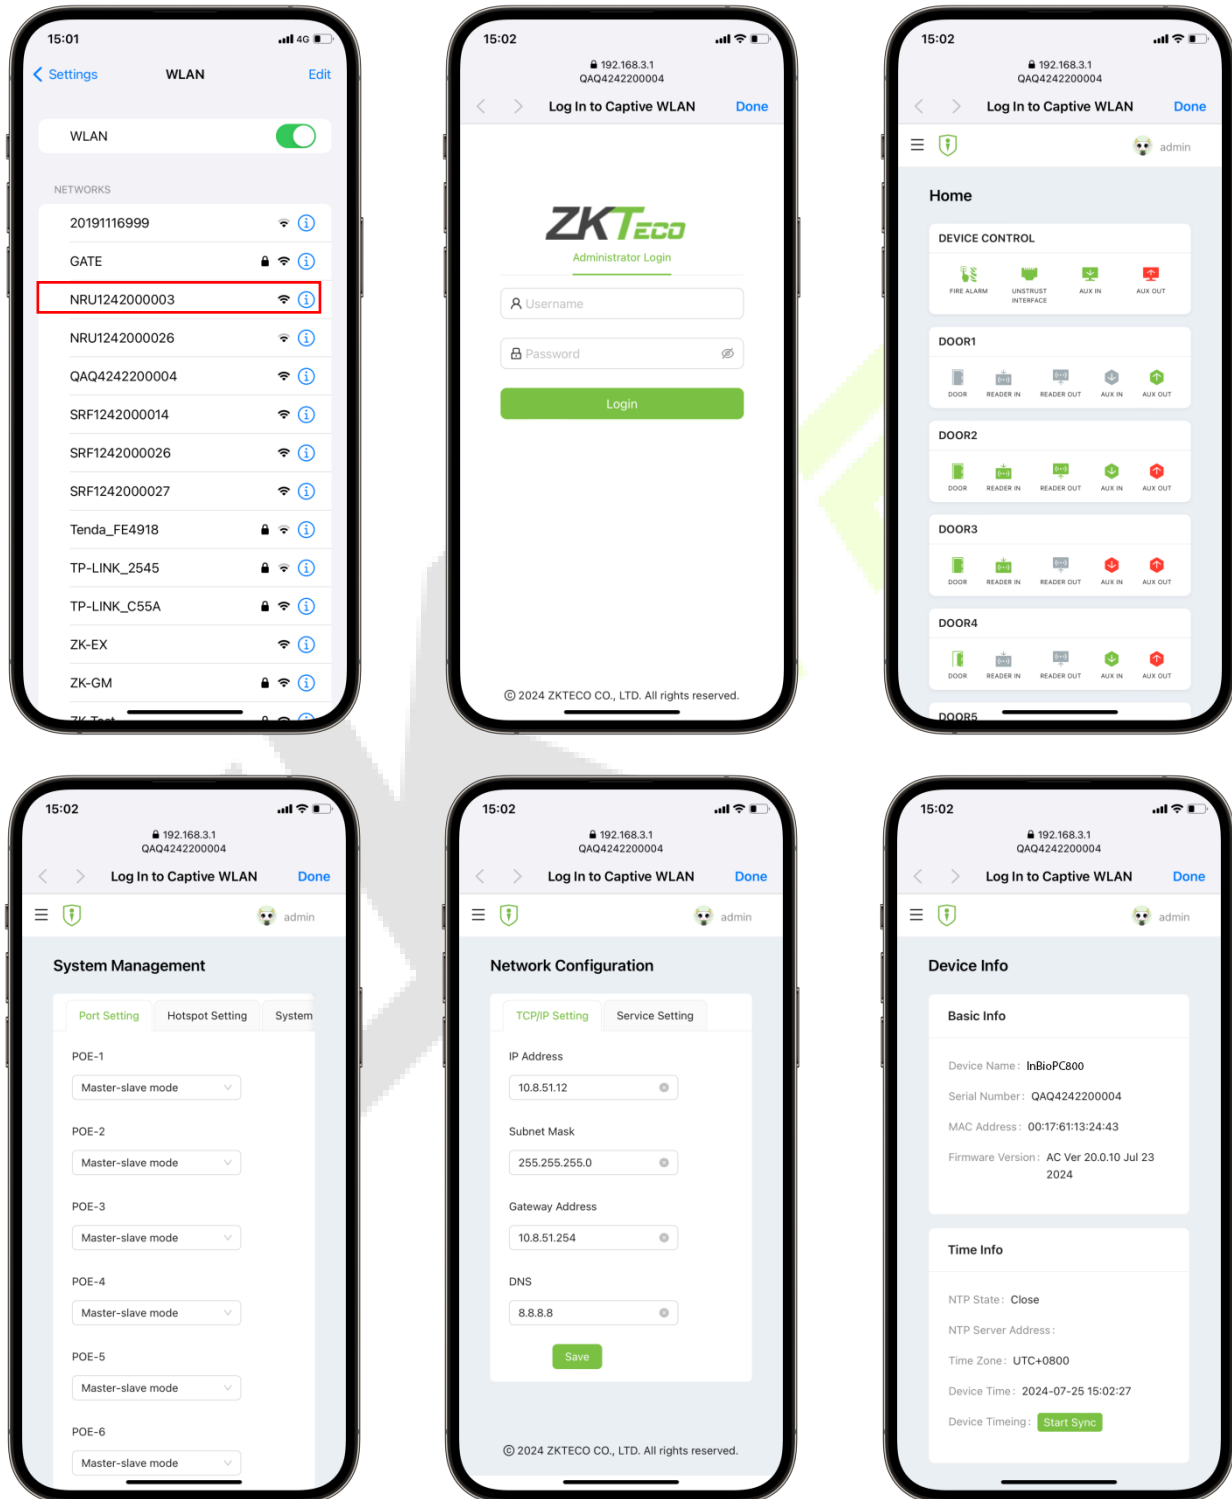 15:01
4G
Settings
WLAN
Edit
WLAN
NETWORKS
20191116999
GATE
NRU1242000003
NRU1242000026
QAQ4242200004
SRF1242000014
SRF1242000026
SRF1242000027
Tenda_FE4918
TP-LINK_2545
TP-LINK_C55A
ZK-EX
ZK-GM
ZK-Test
15:02
192.168.3.1
QAQ4242200004
Log In to Captive WLAN
Done
ZKTECO
Administrator Login
Username
Password
Login
© 2024 ZKTECO CO., LTD. All rights reserved.
15:02
192.168.3.1
QAQ4242200004
Log In to Captive WLAN
Done
admin
Home
DEVICE CONTROL
FIRE ALARM
UNSTRUST INTERFACE
AUX IN
AUX OUT
DOOR1
DOOR READER IN READER OUT AUX IN AUX OUT
DOOR2
DOOR READER IN READER OUT AUX IN AUX OUT
DOOR3
DOOR READER IN READER OUT AUX IN AUX OUT
DOOR4
DOOR READER IN READER OUT AUX IN AUX OUT
DOOR5
15:02
192.168.3.1
QAQ4242200004
Log In to Captive WLAN
Done
admin
System Management
Port Setting
Hotspot Setting
System
POE-1
Master-slave mode
POE-2
Master-slave mode
POE-3
Master-slave mode
POE-4
Master-slave mode
POE-5
Master-slave mode
POE-6
Master-slave mode
15:02
192.168.3.1
QAQ4242200004
Log In to Captive WLAN
Done
admin
Network Configuration
TCP/IP Setting
Service Setting
IP Address
10.8.51.12
Subnet Mask
255.255.255.0
Gateway Address
10.8.51.254
DNS
8.8.8.8
Save
© 2024 ZKTECO CO., LTD. All rights reserved.
15:02
192.168.3.1
QAQ4242200004
Log In to Captive WLAN
Done
admin
Device Info
Basic Info
Device Name: InBioPC800
Serial Number: QAQ4242200004
MAC Address: 00:17:61:13:24:43
Firmware Version: AC Ver 20.0.10 Jul 23
2024
Time Info
NTP State: Close
NTP Server Address:
Time Zone: UTC+0800
Device Time: 2024-07-25 15:02:27
Device Timeing: Start Sync